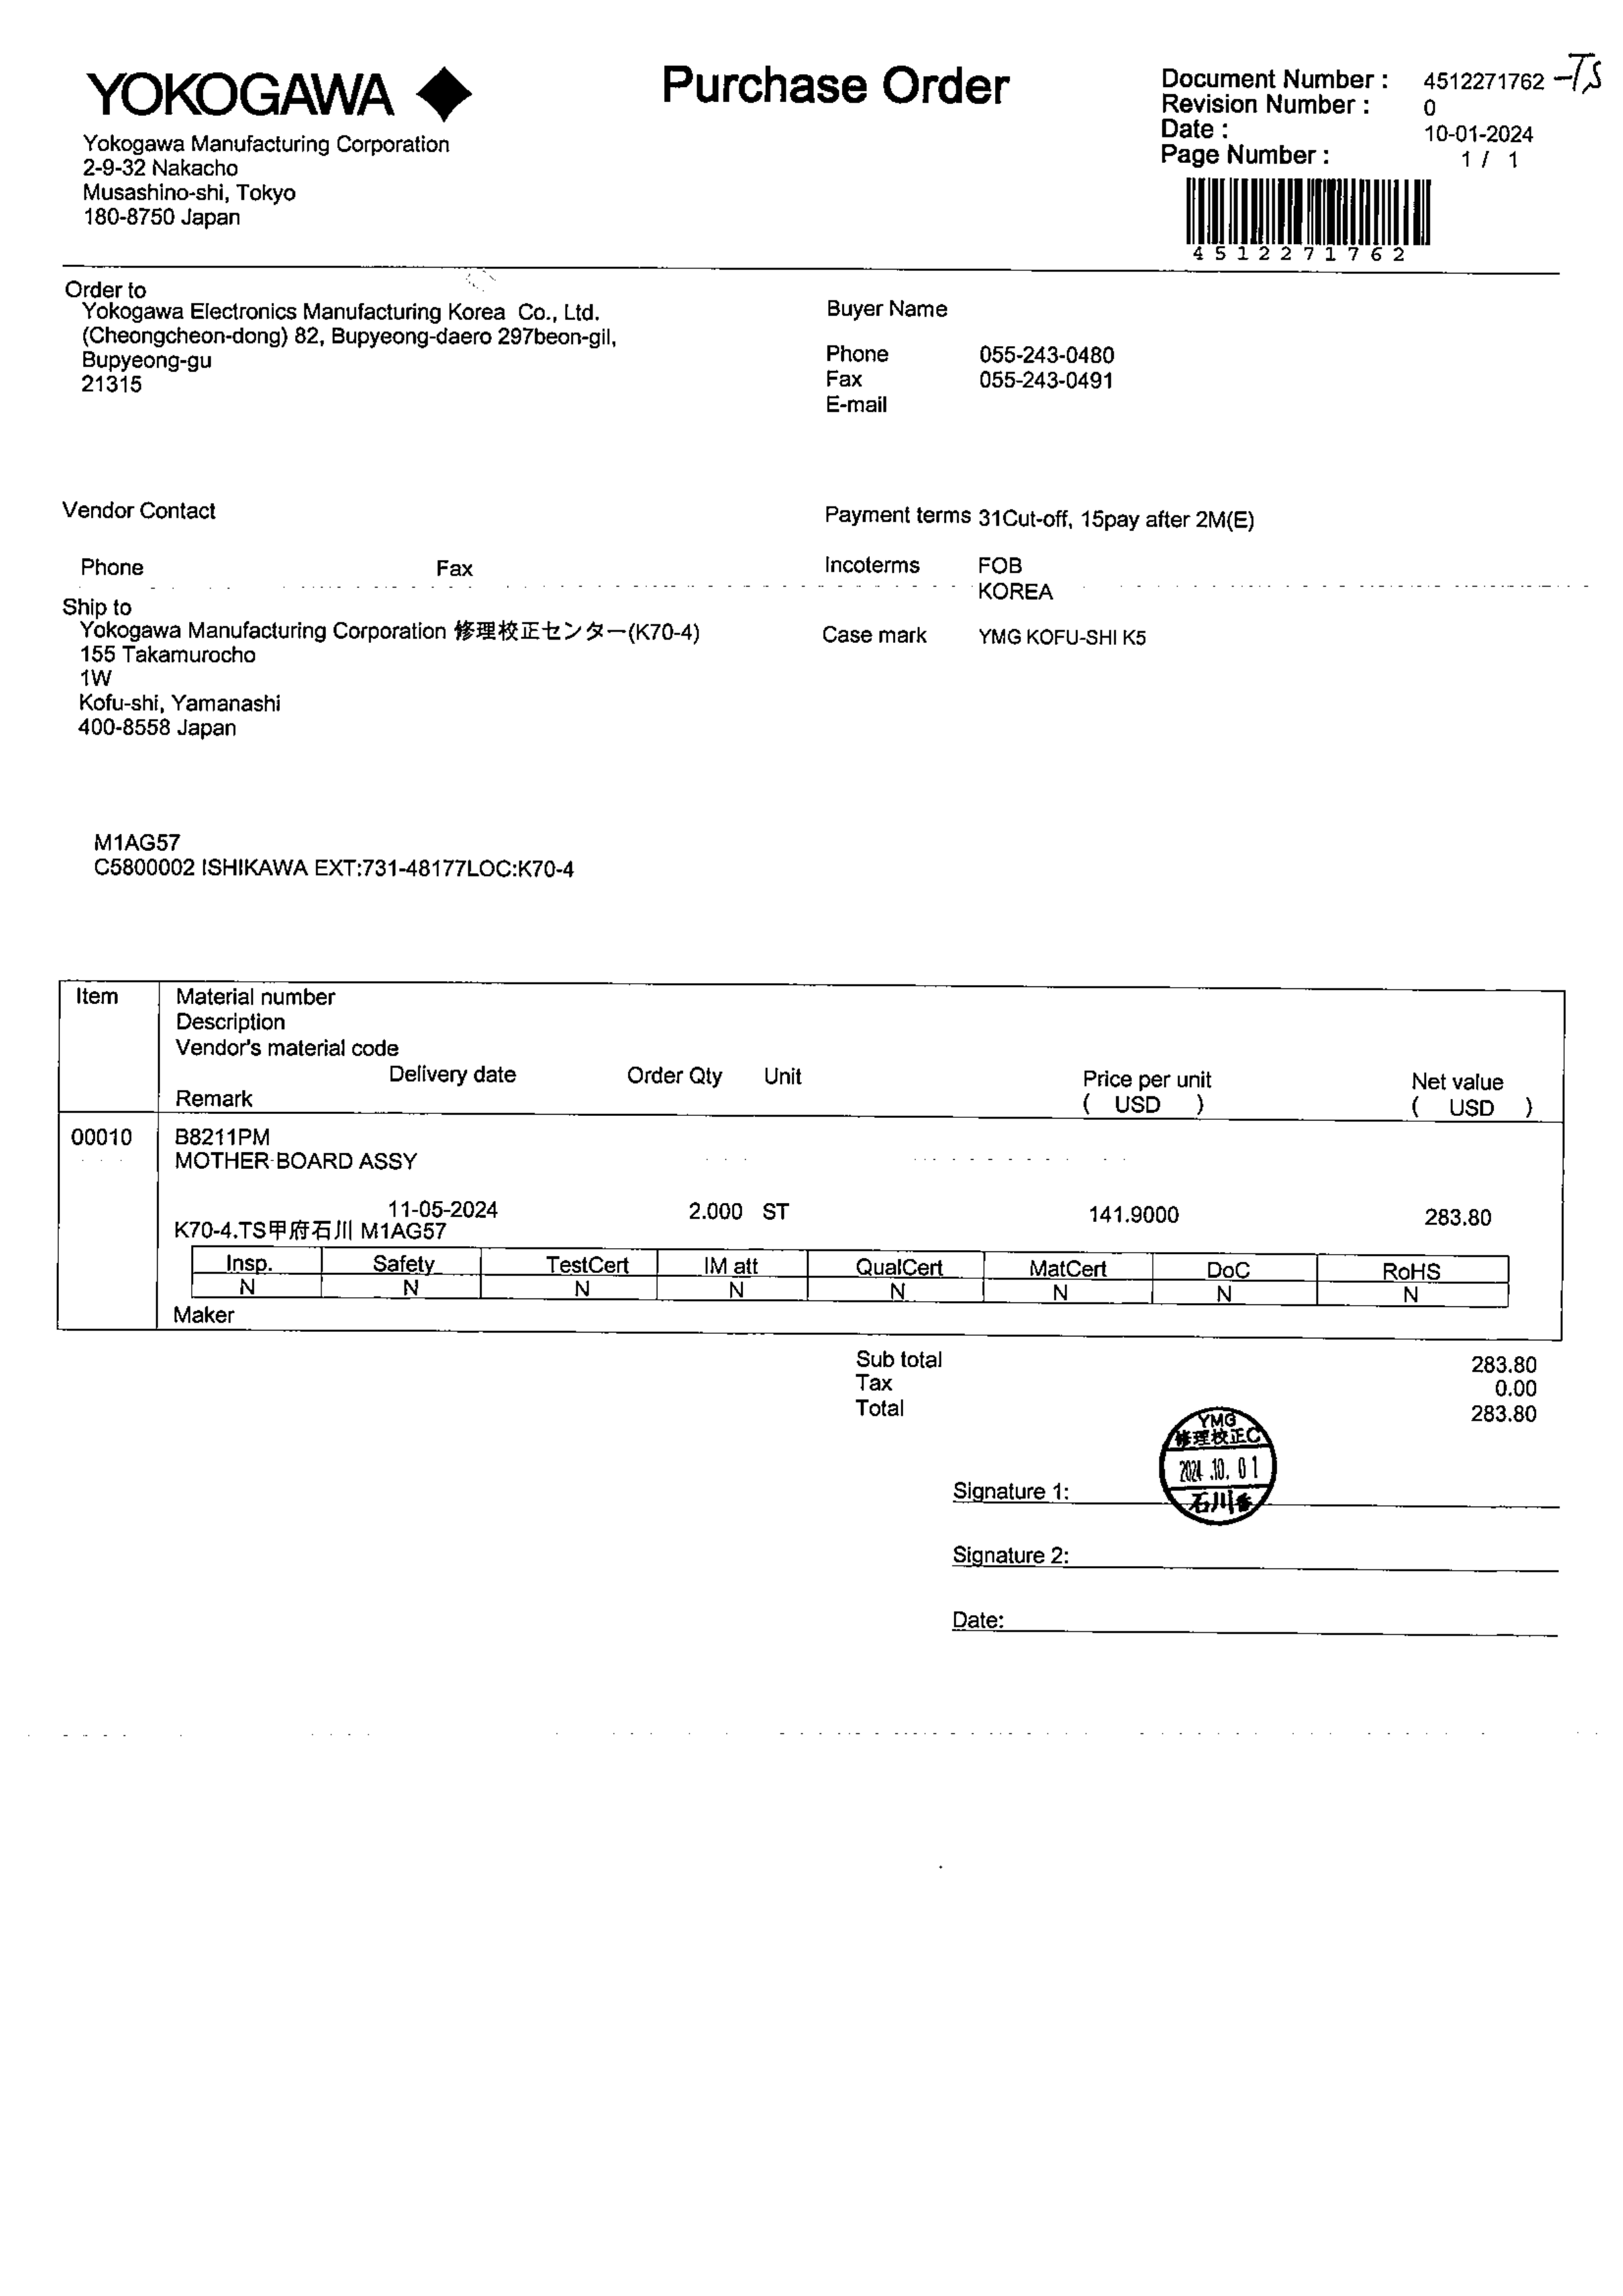 YOKOGAWA
Purchase Order
Document Number : 4512271762 -TS
Revision Number : 0
Date : 10-01-2024
Page Number : 1 / 1
4512271762
Yokogawa Manufacturing Corporation
2-9-32 Nakacho
Musashino-shi, Tokyo
180-8750 Japan
Order to
Yokogawa Electronics Manufacturing Korea Co., Ltd.
(Cheongcheon-dong) 82, Bupyeong-daero 297beon-gil,
Bupyeong-gu
21315
Buyer Name
Phone 055-243-0480
Fax 055-243-0491
E-mail
Vendor Contact
Phone Fax
Payment terms 31Cut-off, 15pay after 2M(E)
Incoterms FOB
KOREA
Ship to
Yokogawa Manufacturing Corporation 修理校正センター(K70-4)
155 Takamurocho
1W
Kofu-shi, Yamanashi
400-8558 Japan
Case mark YMG KOFU-SHI K5
M1AG57
C5800002 ISHIKAWA EXT:731-48177LOC:K70-4
Item Material number
Description
Vendor's material code
Delivery date Order Qty Unit Price per unit Net value
Remark ( USD ) ( USD )
00010 B8211PM
MOTHER BOARD ASSY
11-05-2024 2.000 ST 141.9000 283.80
K70-4.TS甲府石川 M1AG57
Insp. Safety TestCert IM att QualCert MatCert DoC RoHS
N N N N N N N N
Maker
Sub total 283.80
Tax 0.00
Total 283.80
YMG
修理校正C
2024.10.01
石川
Signature 1:
Signature 2:
Date: